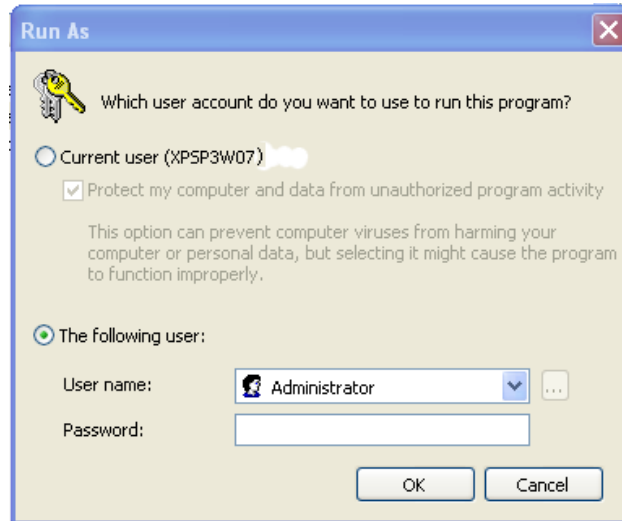 Run As
Which user account do you want to use to run this program?
Current user (XPSP3W07)
Protect my computer and data from unauthorized program activity
This option can prevent computer viruses from harming your
computer or personal data, but selecting it might cause the program
to function improperly.
The following user:
User name:
Administrator
...
Password:
OK
Cancel